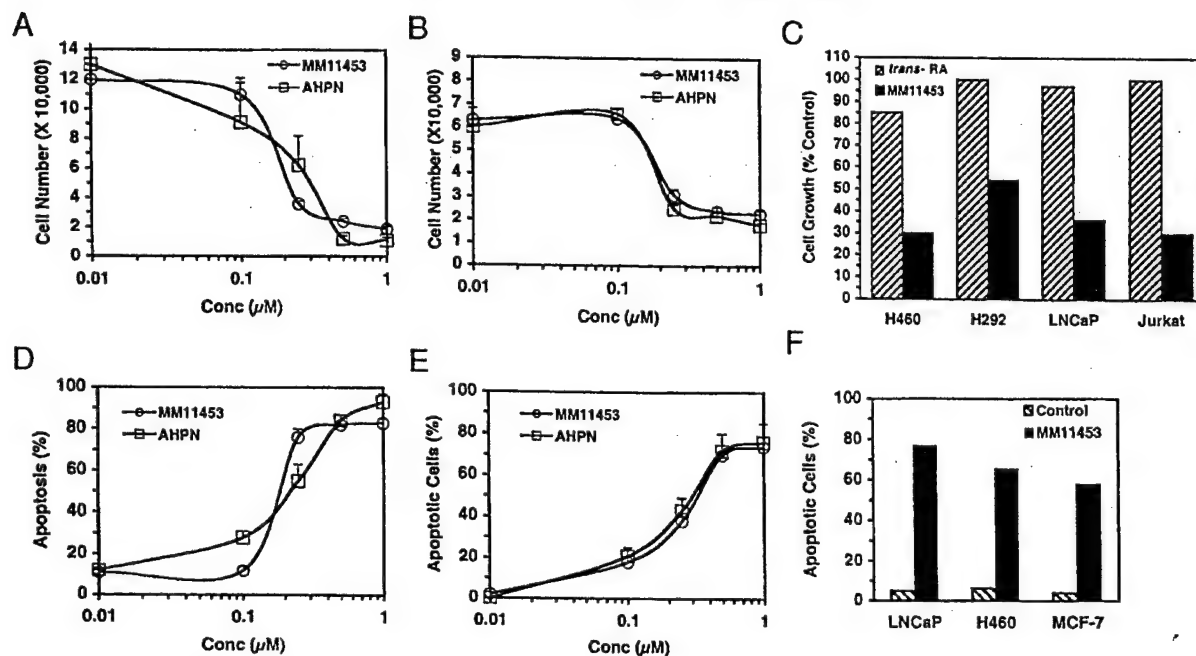 A
14
12
10
8
6
4
2
0
Cell Number (X 10,000)
MM11453
AHPN
0.01
0.1
1
Conc (µM)
B
9
8
7
6
5
4
3
2
1
0
Cell Number (X10,000)
MM11453
AHPN
0.01
0.1
1
Conc (µM)
C
trans- RA
MM11453
100
90
80
70
60
50
40
30
20
10
0
Cell Growth (% Control)
H460
H292
LNCaP
Jurkat
D
100
80
60
40
20
0
Apoptosis (%)
MM11453
AHPN
0.01
0.1
1
Conc (µM)
E
100
80
60
40
20
0
Apoptotic Cells (%)
MM11453
AHPN
0.01
0.1
1
Conc (µM)
F
100
80
60
40
20
0
Apoptotic Cells (%)
Control
MM11453
LNCaP
H460
MCF-7